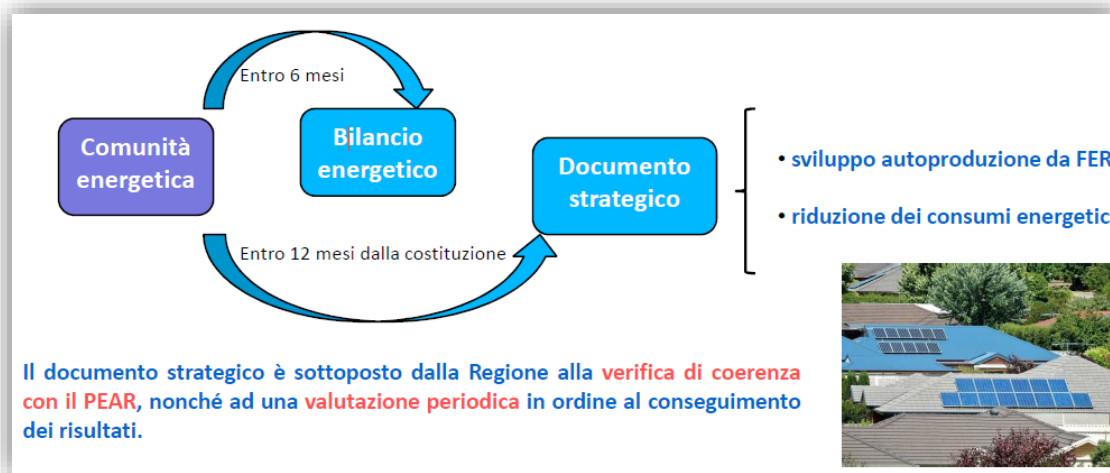 Entro 6 mesi
Comunità
energetica
Bilancio
energetico
Documento
strategico
Entro 12 mesi dalla costituzione
• sviluppo autoproduzione da FER
• riduzione dei consumi energetic
Il documento strategico è sottoposto dalla Regione alla verifica di coerenza
con il PEAR, nonché ad una valutazione periodica in ordine al conseguimento
dei risultati.